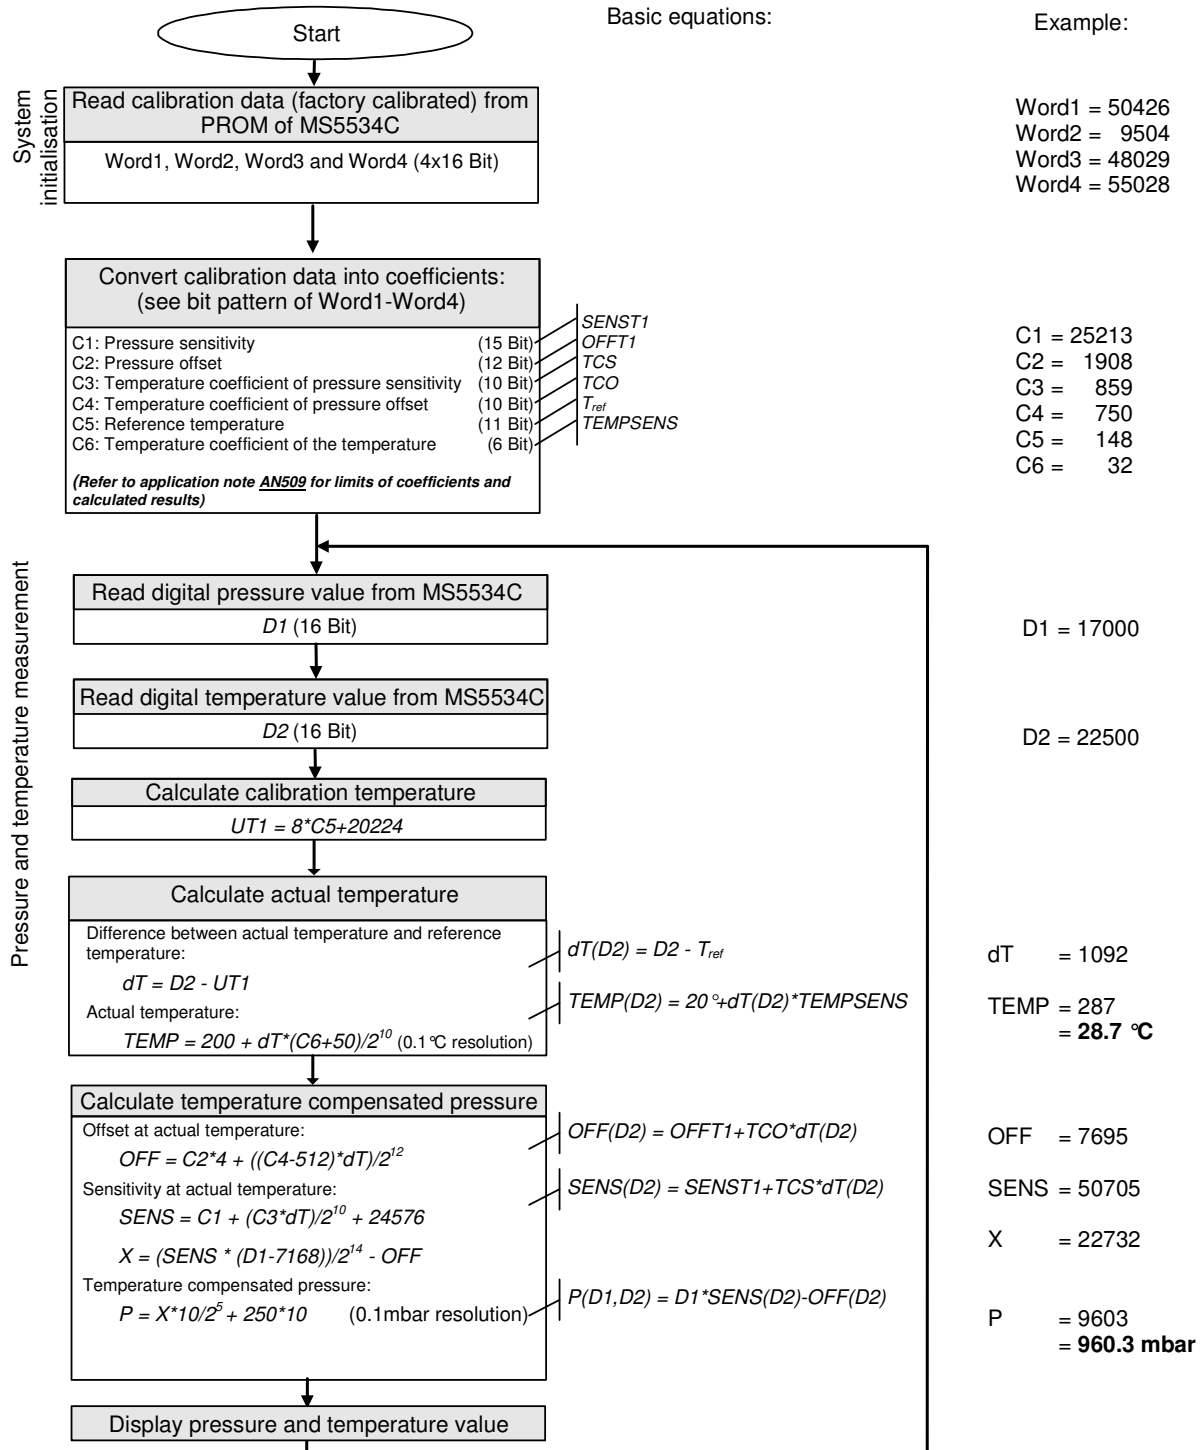 Basic equations:
Example:
Start
System
initialisation
Read calibration data (factory calibrated) from
PROM of MS5534C
Word1, Word2, Word3 and Word4 (4x16 Bit)
Word1 = 50426
Word2 = 9504
Word3 = 48029
Word4 = 55028
Convert calibration data into coefficients:
(see bit pattern of Word1-Word4)
C1: Pressure sensitivity (15 Bit) SENST1
C2: Pressure offset (12 Bit) OFFT1
C3: Temperature coefficient of pressure sensitivity (10 Bit) TCS
C4: Temperature coefficient of pressure offset (10 Bit) TCO
C5: Reference temperature (11 Bit) Tref
C6: Temperature coefficient of the temperature (6 Bit) TEMPSENS
(Refer to application note AN509 for limits of coefficients and
calculated results)
C1 = 25213
C2 = 1908
C3 = 859
C4 = 750
C5 = 148
C6 = 32
Pressure and temperature measurement
Read digital pressure value from MS5534C
D1 (16 Bit)
D1 = 17000
Read digital temperature value from MS5534C
D2 (16 Bit)
D2 = 22500
Calculate calibration temperature
UT1 = 8*C5+20224
Calculate actual temperature
Difference between actual temperature and reference
temperature:
dT = D2 - UT1
dT(D2) = D2 - Tref
dT = 1092
Actual temperature:
TEMP = 200 + dT*(C6+50)/2^10 (0.1°C resolution)
TEMP(D2) = 20°+dT(D2)*TEMPSENS
TEMP = 287
= 28.7 °C
Calculate temperature compensated pressure
Offset at actual temperature:
OFF = C2*4 + ((C4-512)*dT)/2^12
OFF(D2) = OFFT1+TCO*dT(D2)
OFF = 7695
Sensitivity at actual temperature:
SENS = C1 + (C3*dT)/2^10 + 24576
SENS(D2) = SENST1+TCS*dT(D2)
SENS = 50705
X = (SENS * (D1-7168))/2^14 - OFF
X = 22732
Temperature compensated pressure:
P = X*10/2^5 + 250*10 (0.1mbar resolution)
P(D1,D2) = D1*SENS(D2)-OFF(D2)
P = 9603
= 960.3 mbar
Display pressure and temperature value